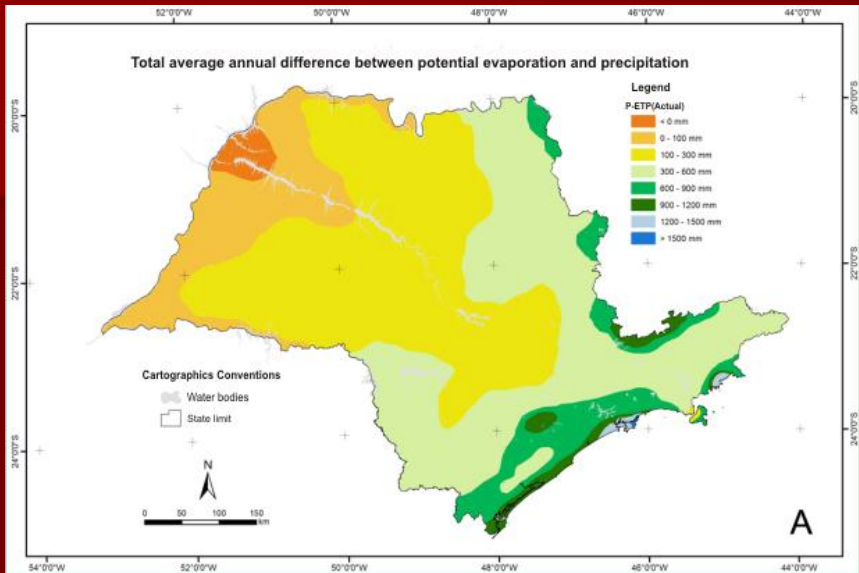 52°0'0"W 50°0'0"W 48°0'0"W 46°0'0"W 44°0'0"W
Total average annual difference between potential evaporation and precipitation
Legend
P-ETP(Actual)
< 0 mm
0 - 100 mm
100 - 300 mm
300 - 600 mm
600 - 900 mm
900 - 1200 mm
1200 - 1500 mm
> 1500 mm
20°0'0"S
20°0'0"S
22°0'0"S
22°0'0"S
24°0'0"S
24°0'0"S
Cartographics Conventions
Water bodies
State limit
N
0 50 100 150
km
A
54°0'0"W 52°0'0"W 50°0'0"W 48°0'0"W 46°0'0"W 44°0'0"W